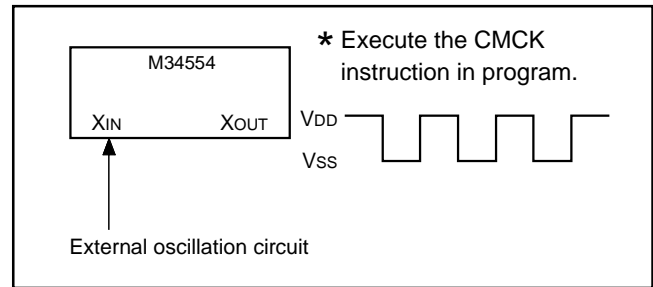 * Execute the CMCK
instruction in program.
M34554
XIN XOUT
VDD
VSS
External oscillation circuit